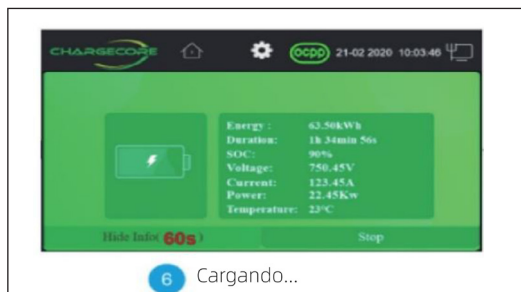 CHARGECORE ocpp 21-02 2020 10:03:46
Energy : 63.50kWh
Duration: 1h 34min 56s
SOC: 90%
Voltage: 750.45V
Current: 123.45A
Power: 22.45Kw
Temperature: 23°C
Hide Info( 60s ) Stop
6 Cargando...